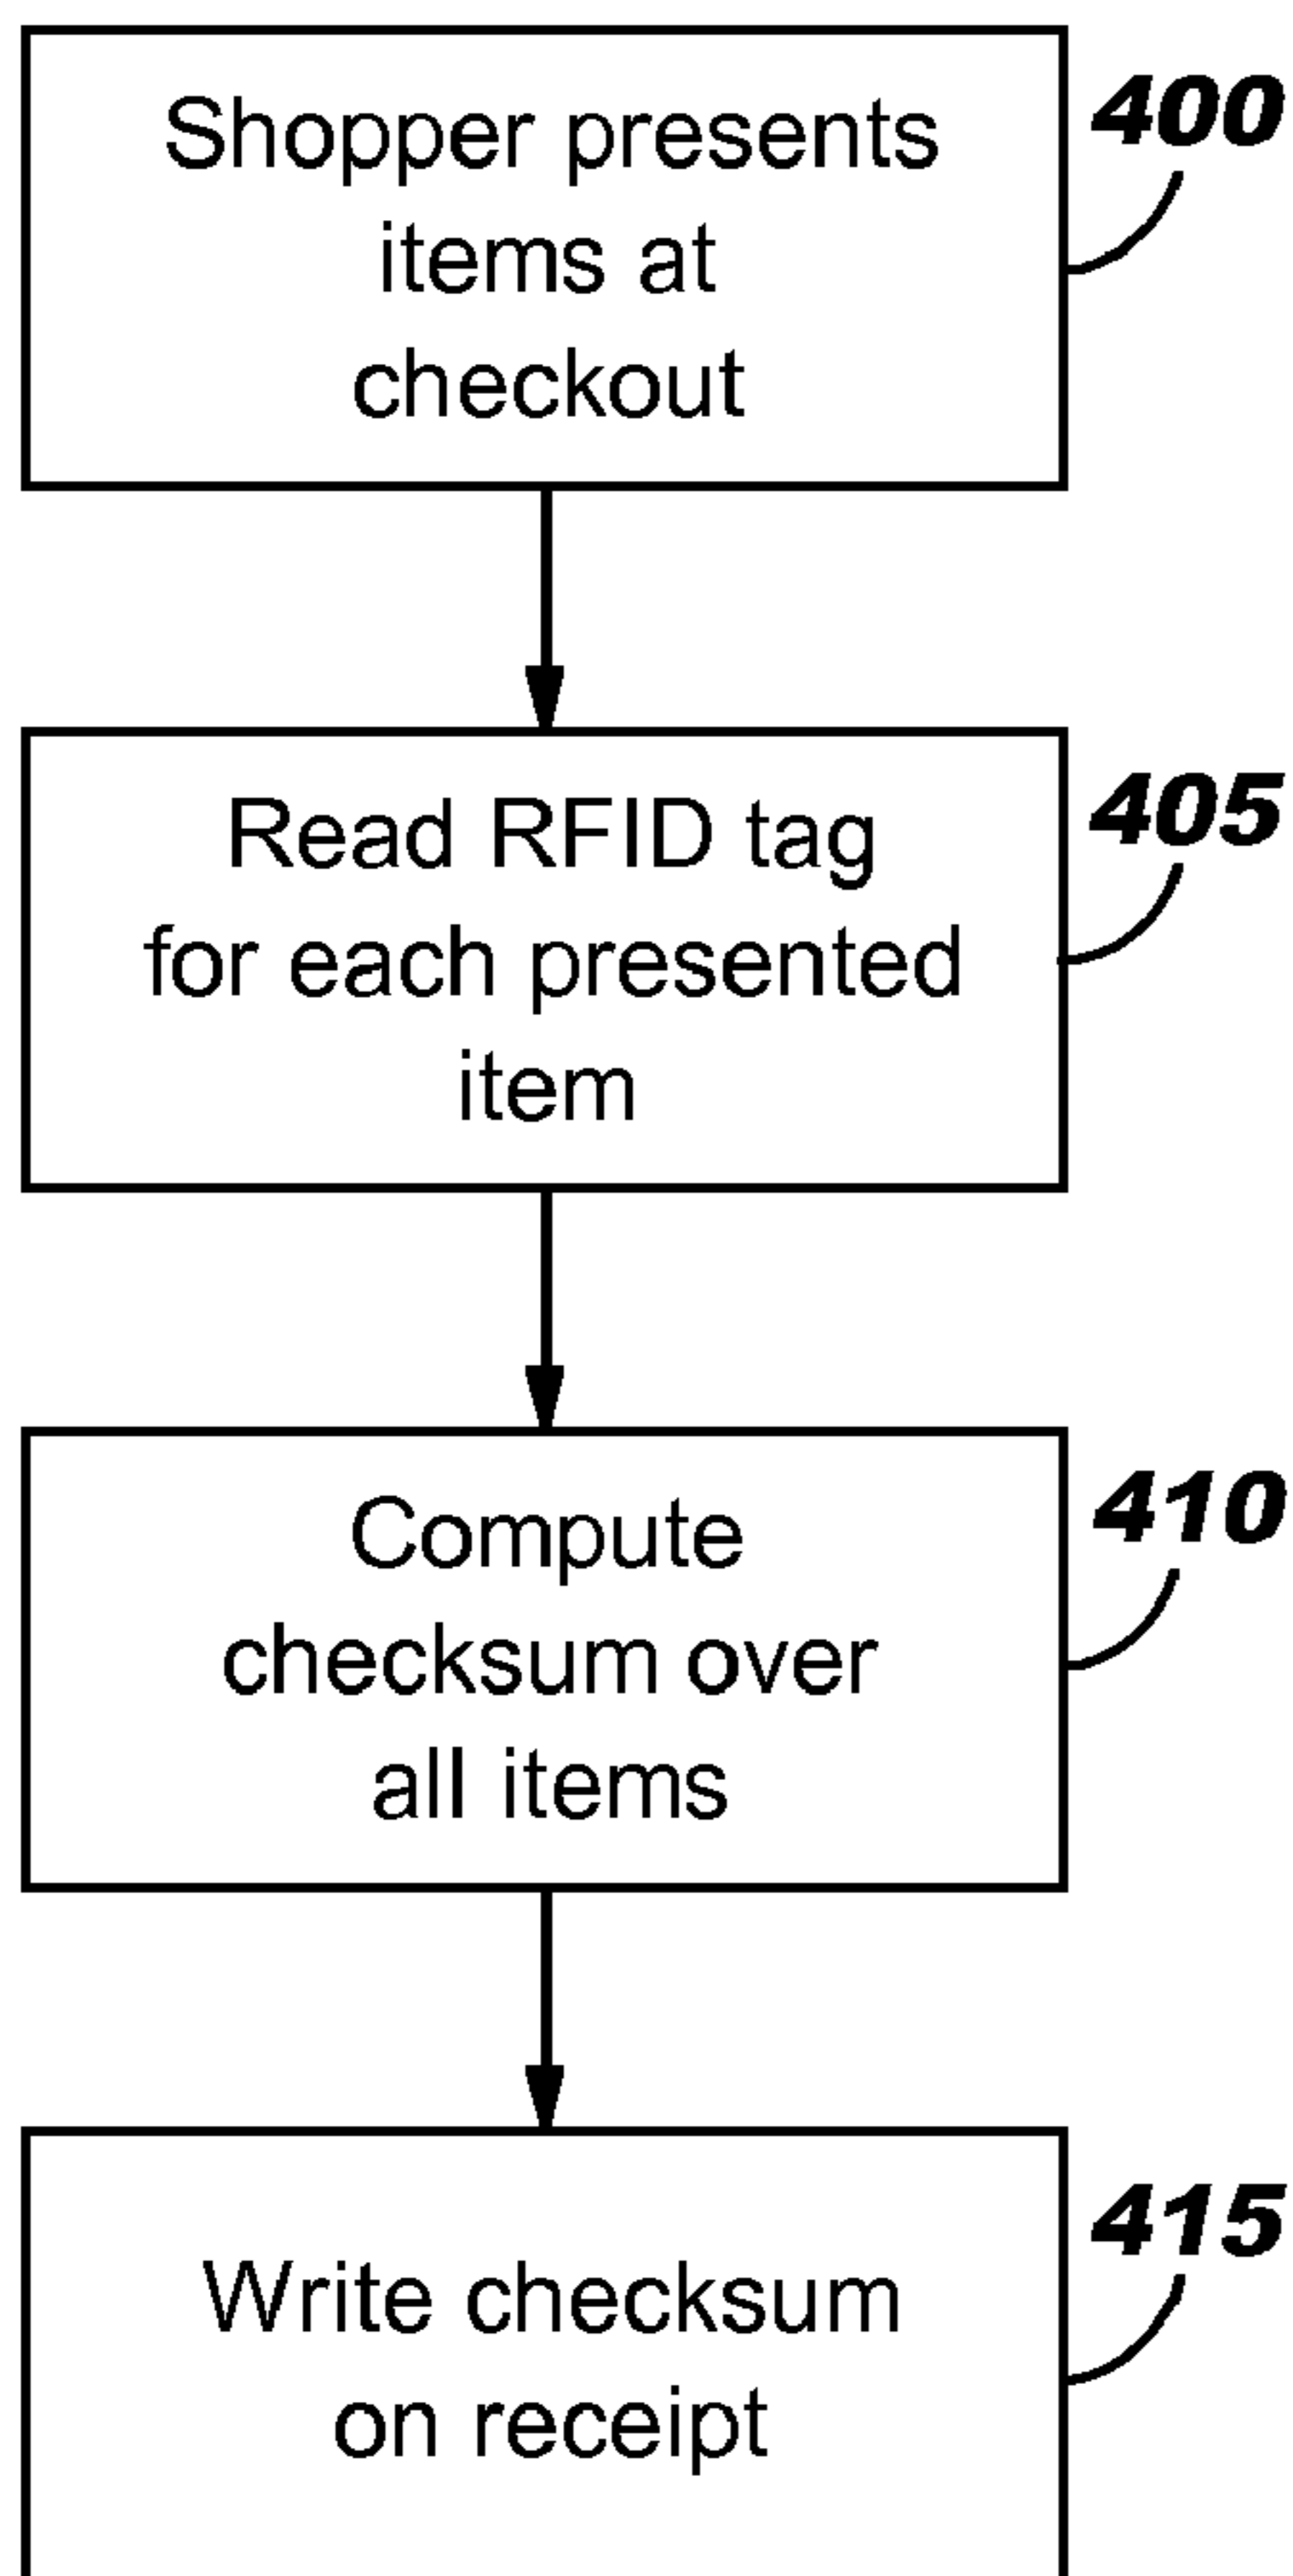 Shopper presents
items at
checkout
400
Read RFID tag
for each presented
item
405
Compute
checksum over
all items
410
Write checksum
on receipt
415